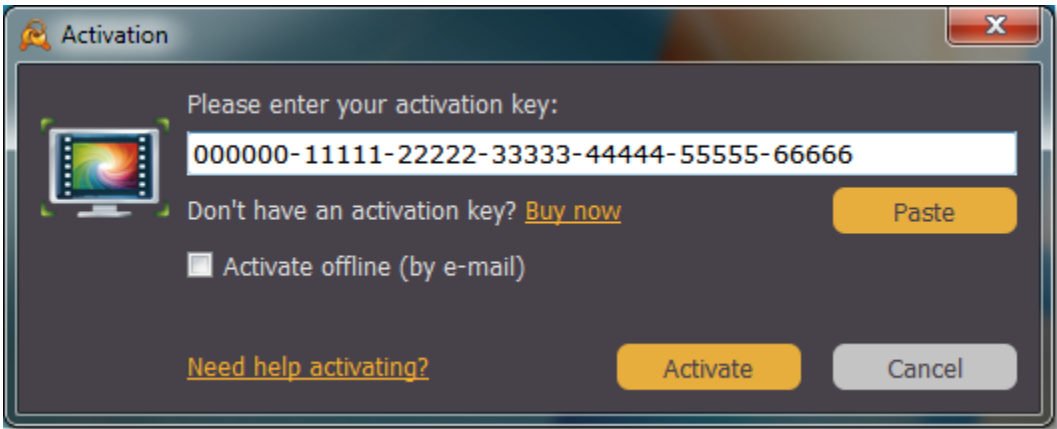 Activation
Please enter your activation key:
000000-11111-22222-33333-44444-55555-66666
Don't have an activation key? Buy now
Paste
Activate offline (by e-mail)
Need help activating?
Activate
Cancel